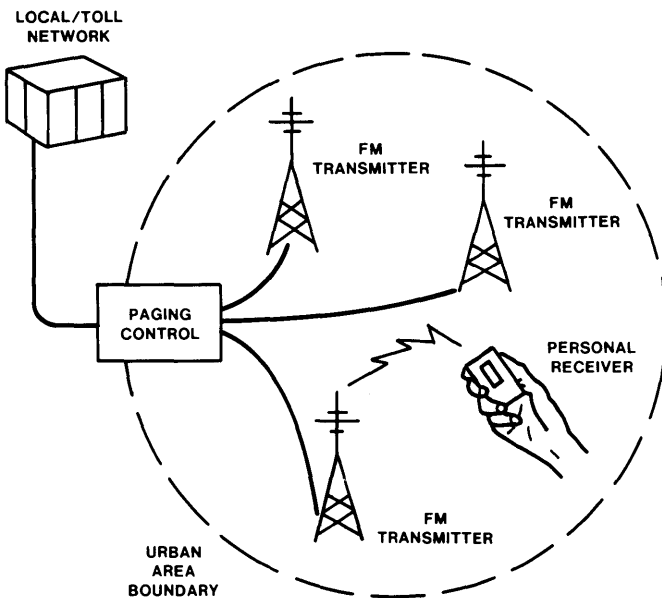 LOCAL/TOLL
NETWORK
FM
TRANSMITTER
FM
TRANSMITTER
PAGING
CONTROL
PERSONAL
RECEIVER
FM
TRANSMITTER
URBAN
AREA
BOUNDARY